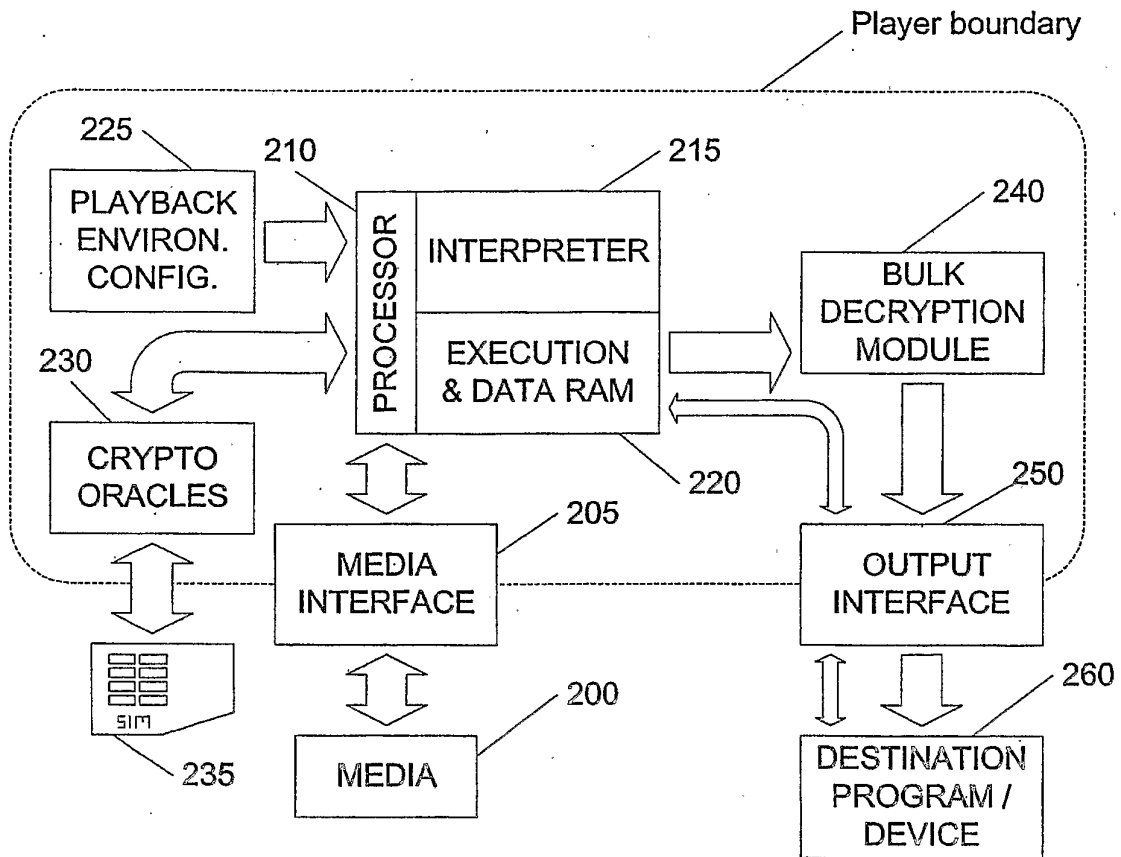 Player boundary
225
210
215
240
PLAYBACK
ENVIRON.
CONFIG.
PROCESSOR
INTERPRETER
EXECUTION
& DATA RAM
BULK
DECRYPTION
MODULE
230
CRYPTO
ORACLES
220
205
250
MEDIA
INTERFACE
OUTPUT
INTERFACE
SIM
235
200
MEDIA
260
DESTINATION
PROGRAM /
DEVICE